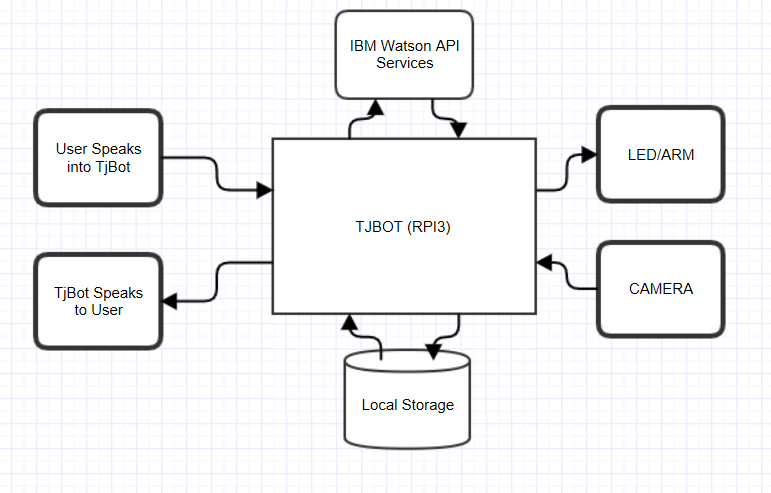 IBM Watson API
Services
User Speaks
into TjBot
LED/ARM
TJBOT (RPI3)
TjBot Speaks
to User
CAMERA
Local Storage